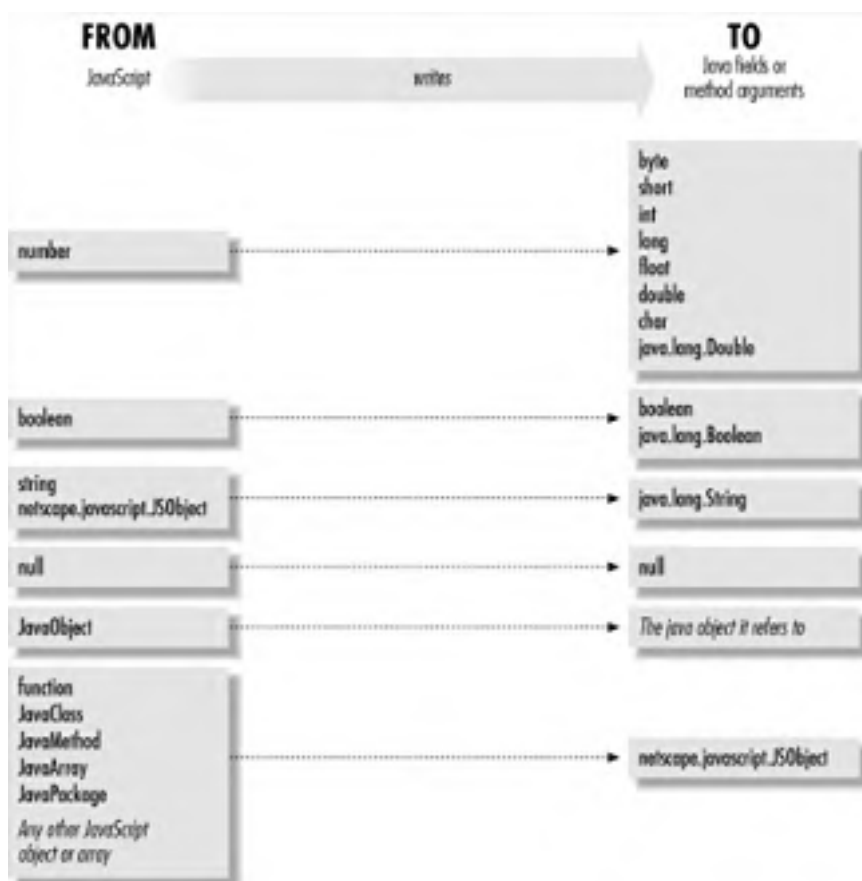 FROM
TO
JavaScript
writes
Java fields or
method arguments
number
byte
short
int
long
float
double
char
java.lang.Double
boolean
boolean
java.lang.Boolean
string
netscape.javascript.JSObject
java.lang.String
null
null
JavaObject
The java object it refers to
function
JavaClass
JavaMethod
JavaArray
JavaPackage
Any other JavaScript
object or array
netscape.javascript.JSObject